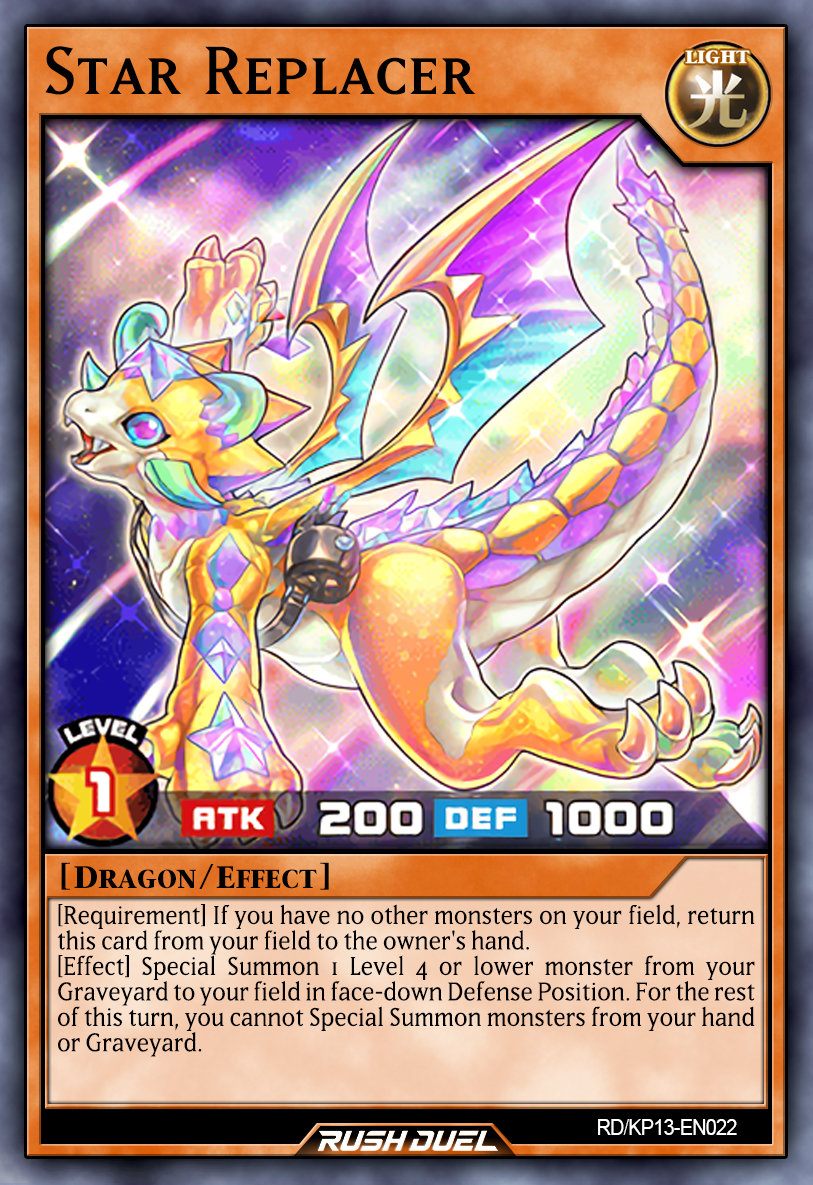 Star Replacer
LIGHT
光
LEVEL
1
ATK 200 DEF 1000
[Dragon/Effect]
[Requirement] If you have no other monsters on your field, return
this card from your field to the owner's hand.
[Effect] Special Summon 1 Level 4 or lower monster from your
Graveyard to your field in face-down Defense Position. For the rest
of this turn, you cannot Special Summon monsters from your hand
or Graveyard.
RD/KP13-EN022
RUSH DUEL